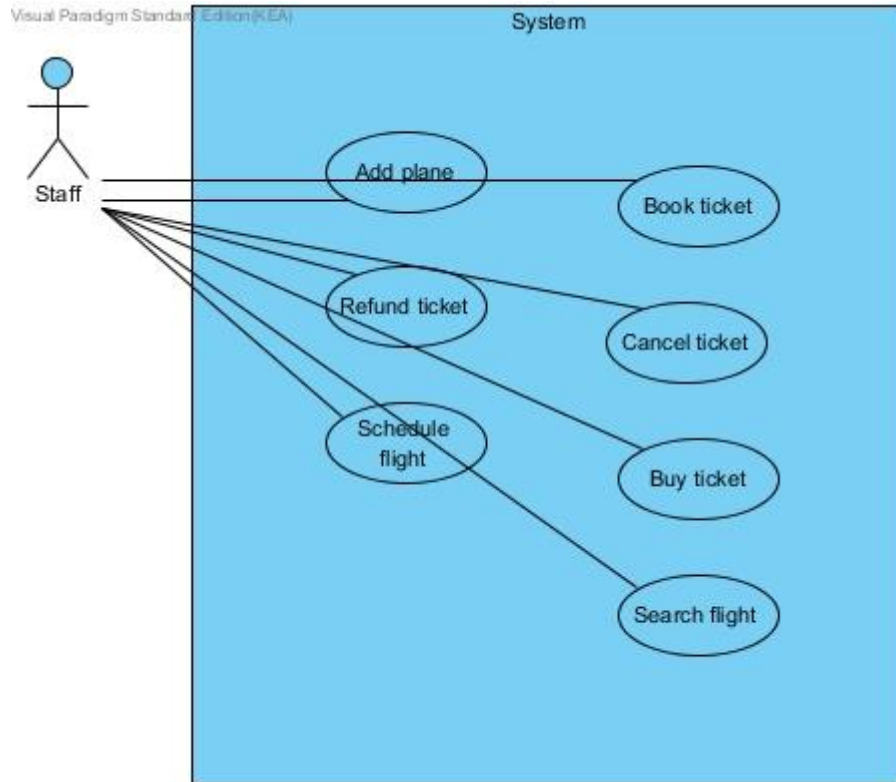 Visual Paradigm Standard Edition(KEA)
System
Staff
Add plane
Book ticket
Refund ticket
Cancel ticket
Schedule
flight
Buy ticket
Search flight